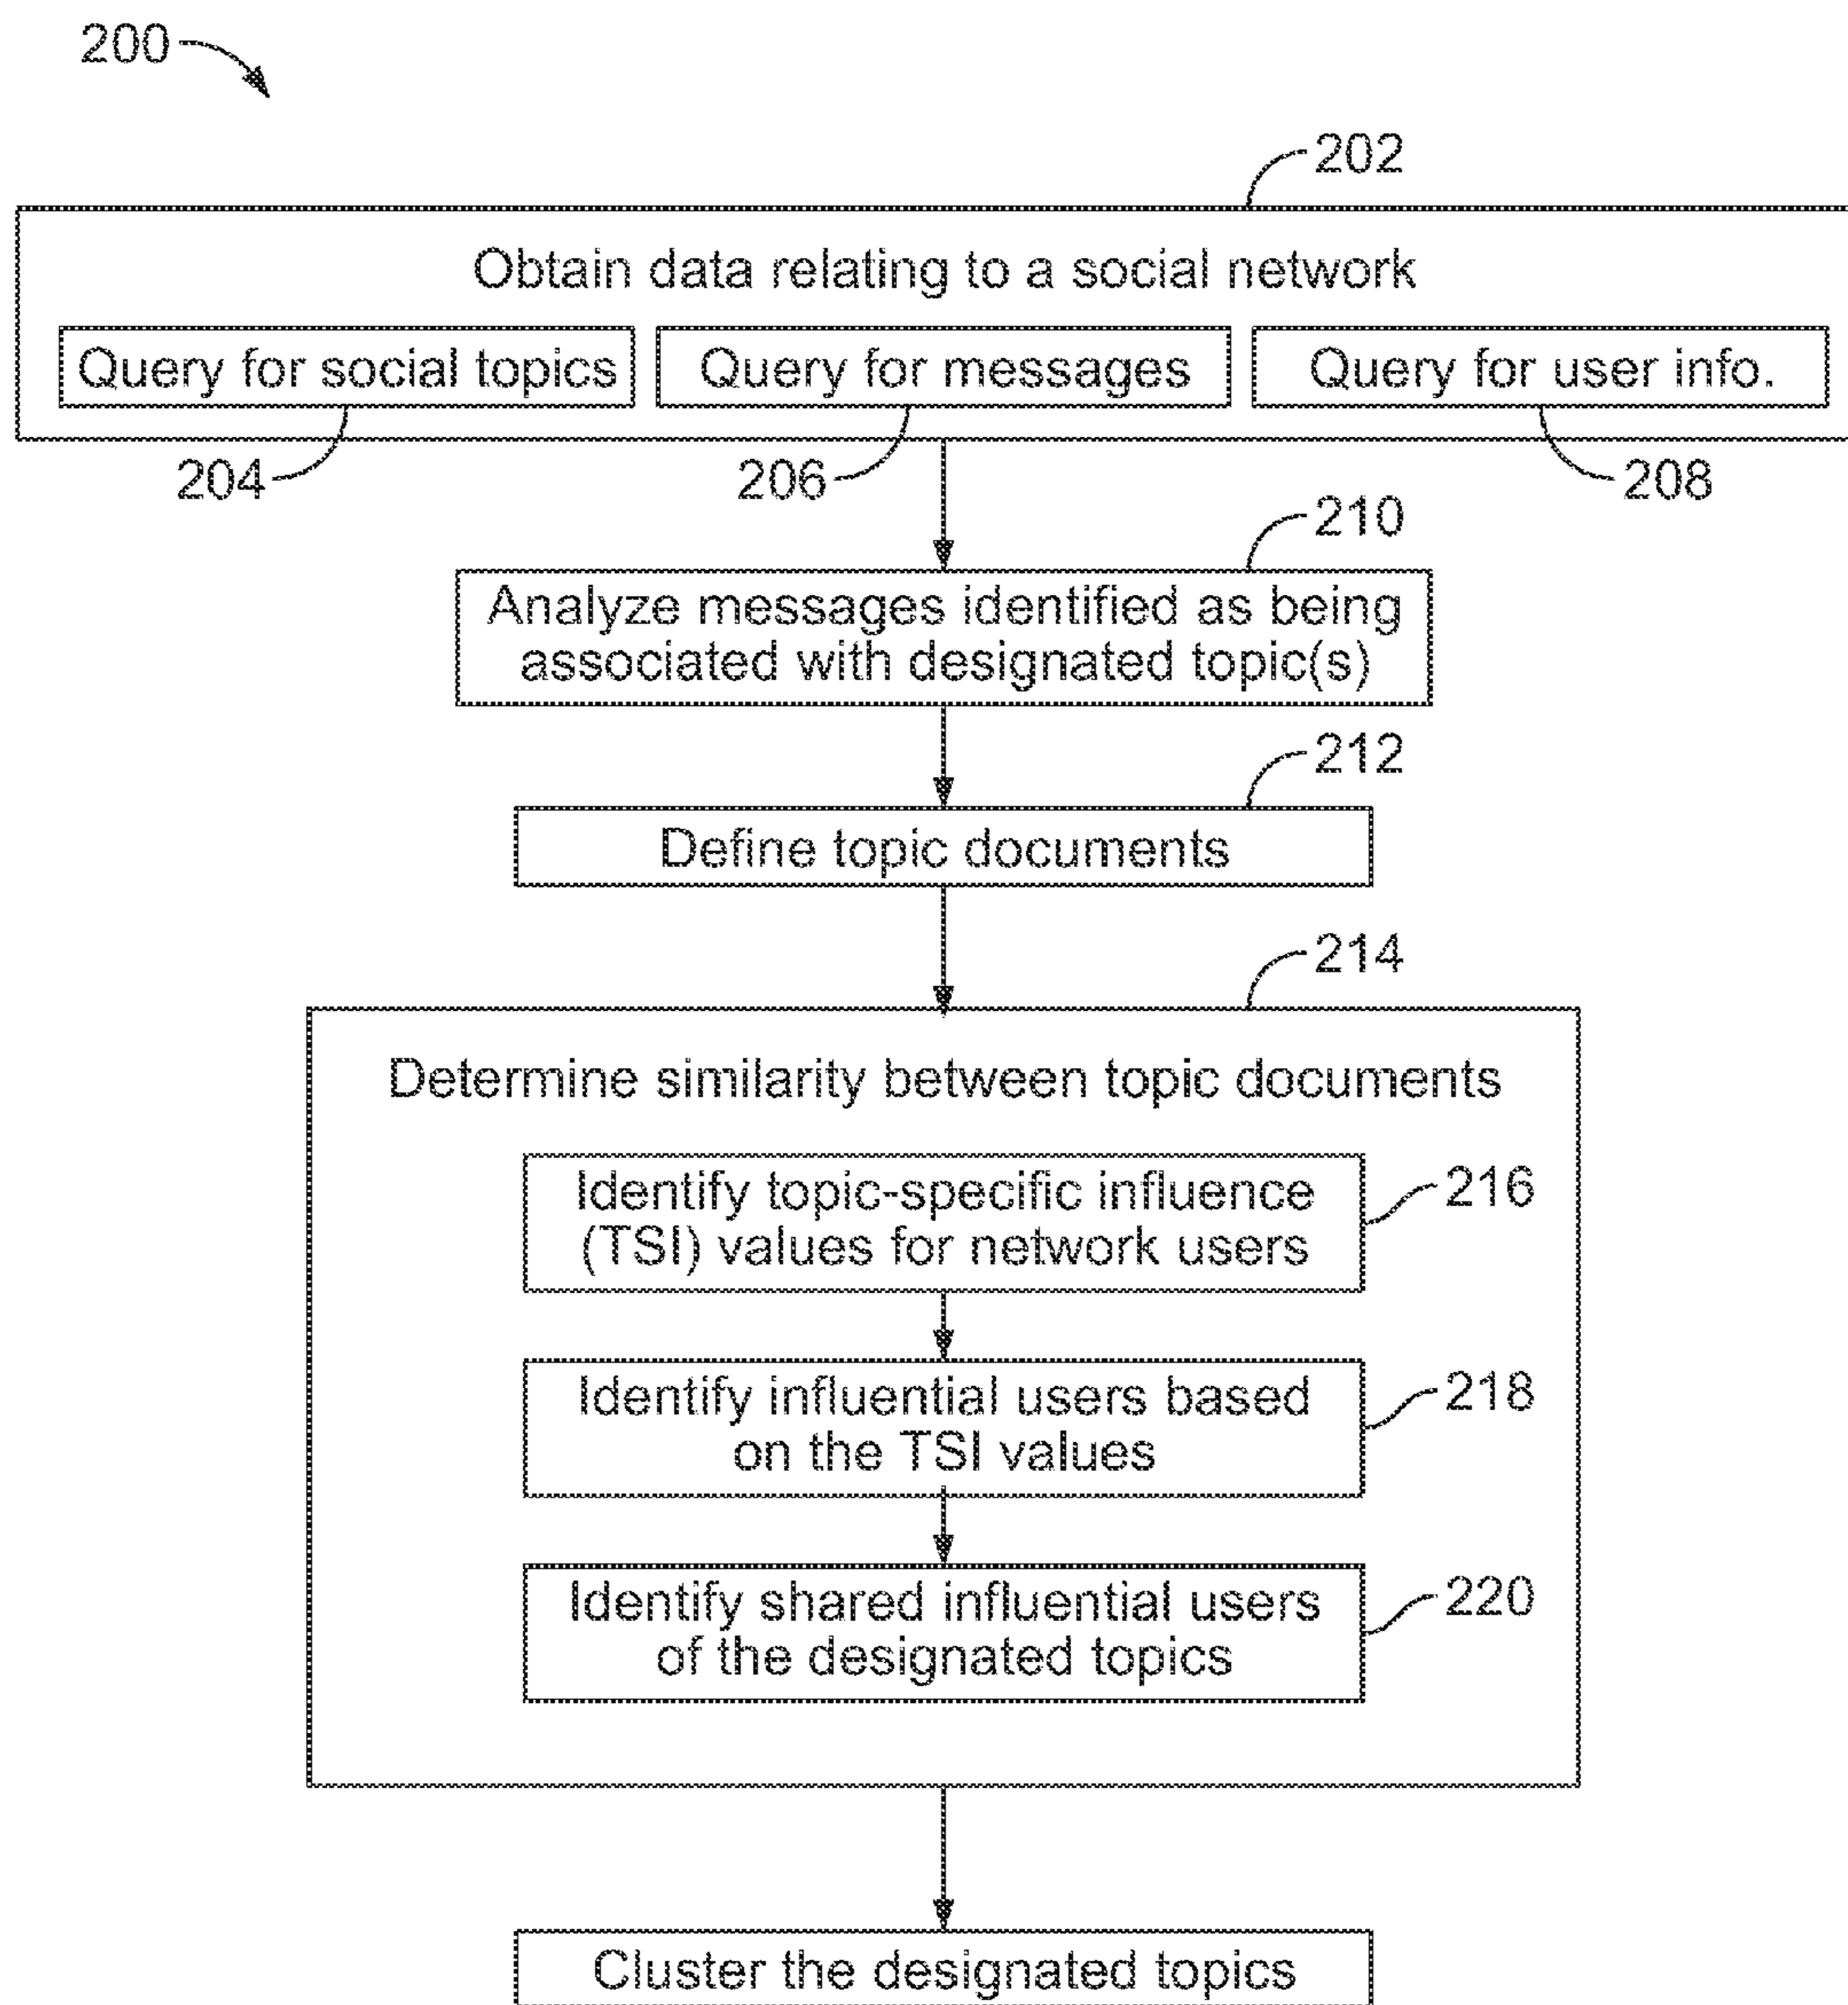 200
202
Obtain data relating to a social network
Query for social topics
Query for messages
Query for user info.
204
206
208
210
Analyze messages identified as being
associated with designated topic(s)
212
Define topic documents
214
Determine similarity between topic documents
Identify topic-specific influence
(TSI) values for network users
216
Identify influential users based
on the TSI values
218
Identify shared influential users
of the designated topics
220
Cluster the designated topics